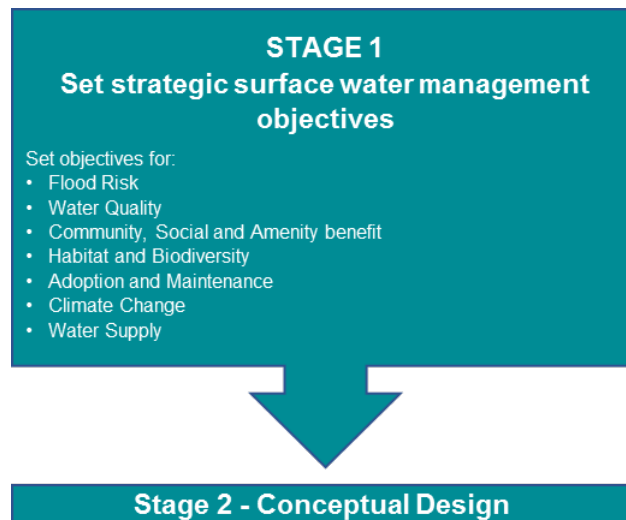 STAGE 1
Set strategic surface water management
objectives
Set objectives for:
• Flood Risk
• Water Quality
• Community, Social and Amenity benefit
• Habitat and Biodiversity
• Adoption and Maintenance
• Climate Change
• Water Supply
Stage 2 - Conceptual Design